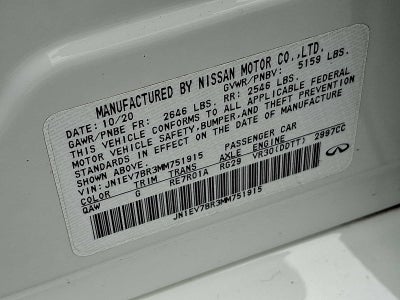 MANUFACTURED BY NISSAN MOTOR CO.,LTD.
DATE: 10/20 GVWR/PNBV: 5159 LBS.
GAWR/PNBE FR: 2646 LBS. RR: 2546 LBS.
THIS VEHICLE CONFORMS TO ALL APPLICABLE FEDERAL
MOTOR VEHICLE SAFETY,BUMPER,AND THEFT PREVENTION
STANDARDS IN EFFECT ON THE DATE OF MANUFACTURE
SHOWN ABOVE.
VIN: JN1EV7BR3MM751915 PASSENGER CAR
COLOR TRIM TRANS AXLE ENGINE 2997CC
QAW G RE7R01A RG29 VR30(DDTT)
JN1EV7BR3MM751915